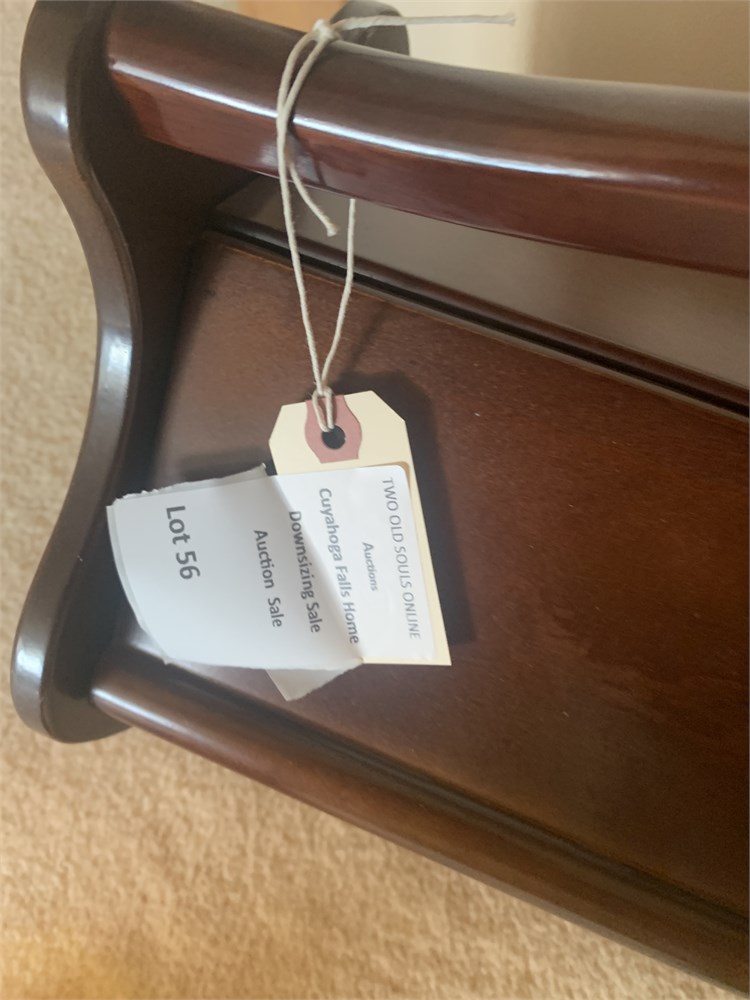 TWO OLD SOULS ONLINE
Auctions
Cuyahoga Falls Home
Downsizing Sale
Auction Sale
Lot 56